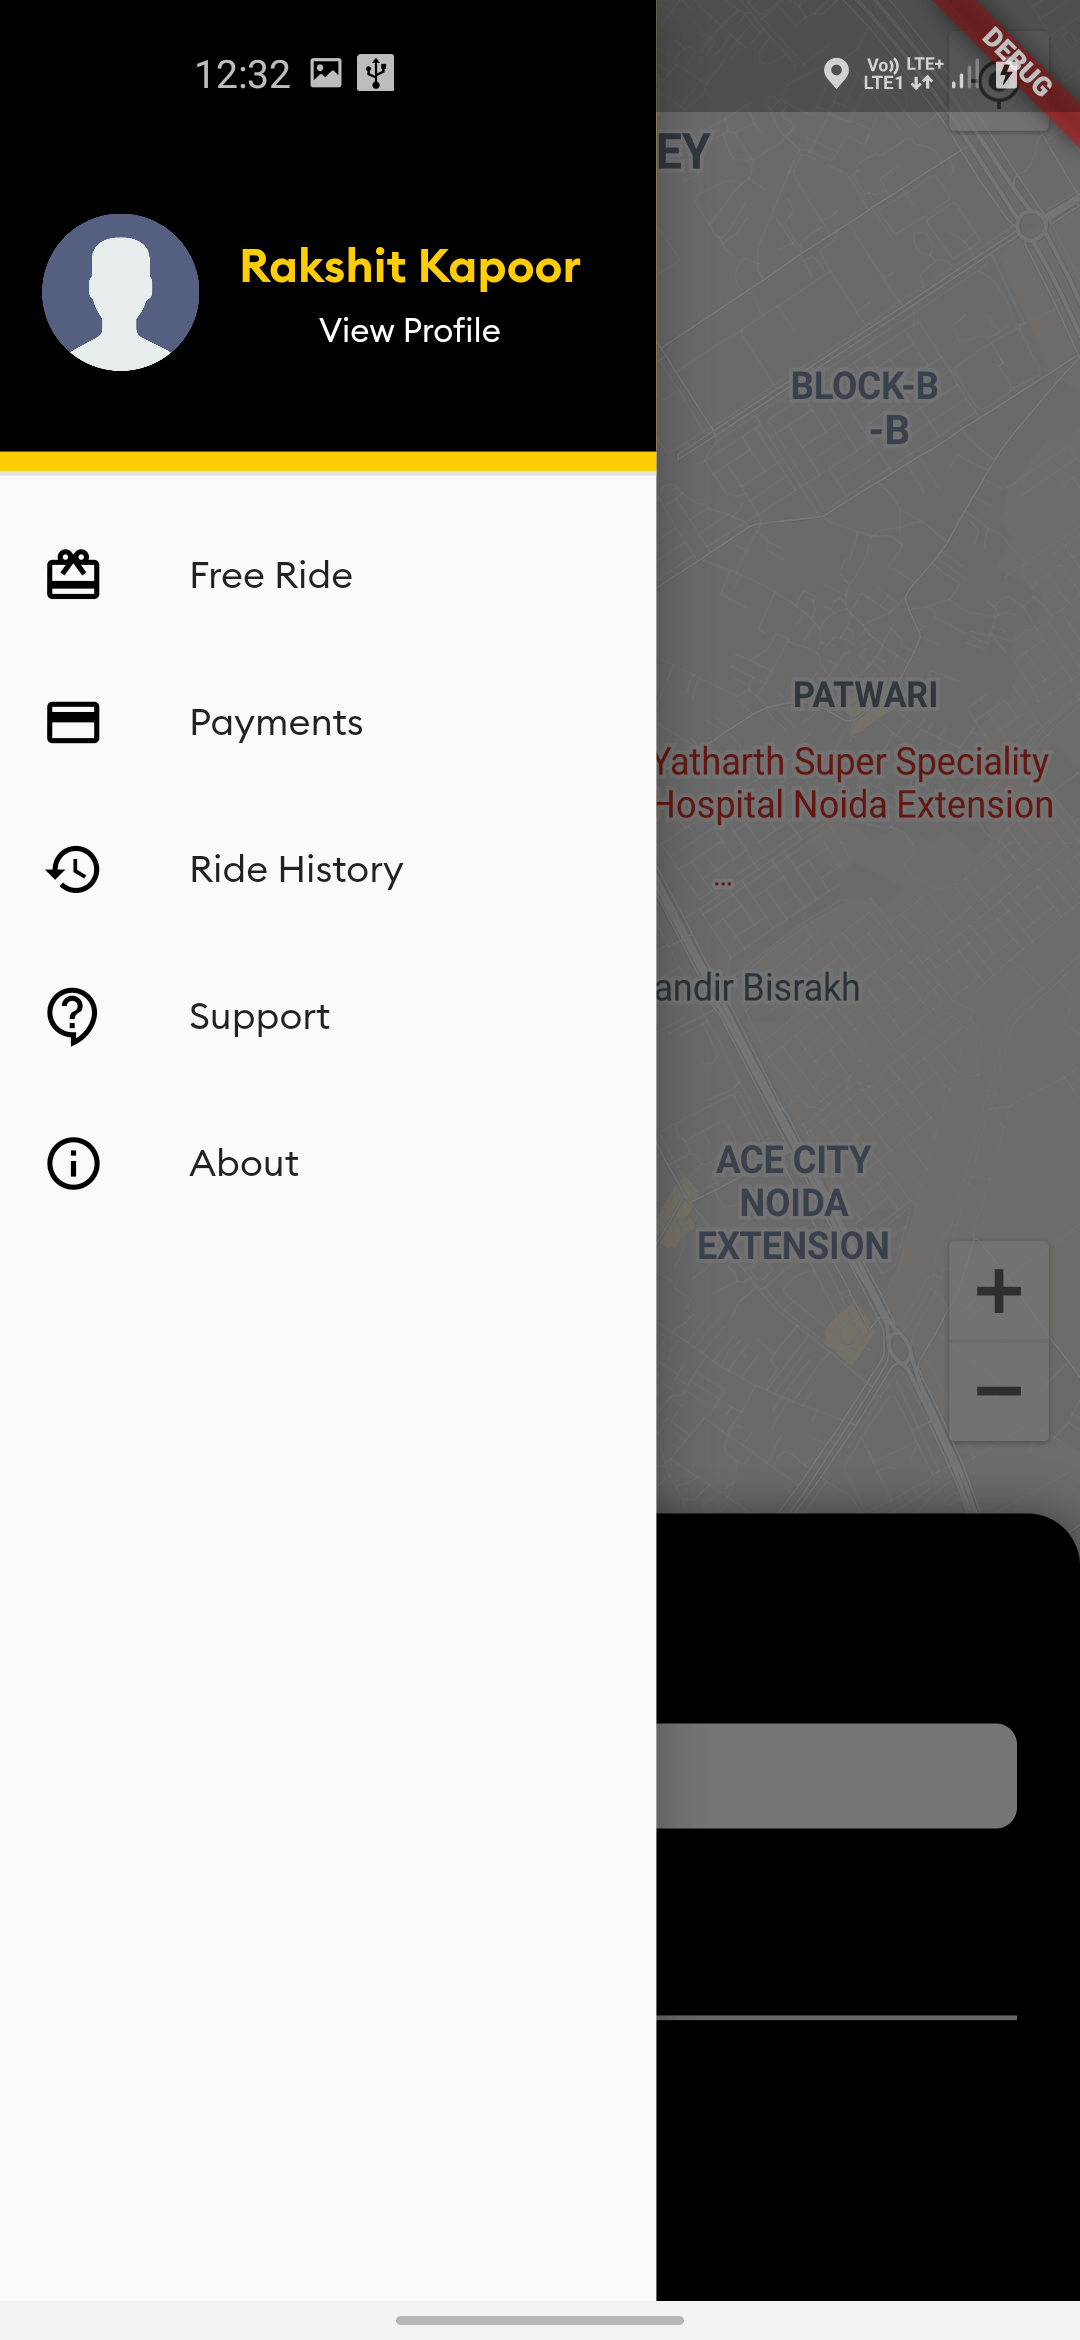 12:32
Vo)) LTE+
LTE1
DEBUG
EY
Rakshit Kapoor
View Profile
BLOCK-B
-B
Free Ride
PATWARI
Payments
Yatharth Super Speciality
Hospital Noida Extension
...
Ride History
andir Bisrakh
Support
ACE CITY
NOIDA
EXTENSION
About